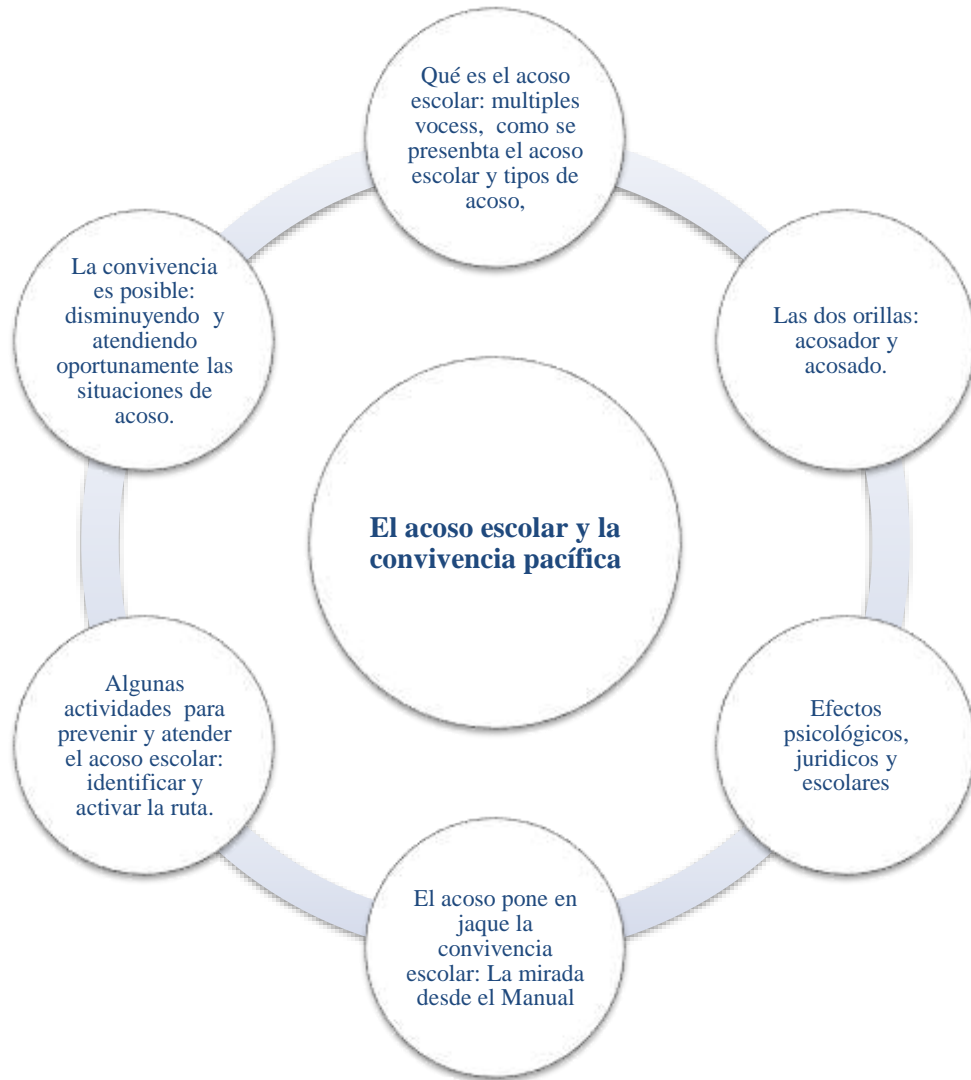 Qué es el acoso
escolar: multiples
vocess, como se
presenbta el acoso
escolar y tipos de
acoso,
Las dos orillas:
acosador y
acosado.
Efectos
psicológicos,
juridicos y
escolares
El acoso pone en
jaque la
convivencia
escolar: La mirada
desde el Manual
Algunas
actividades para
prevenir y atender
el acoso escolar:
identificar y
activar la ruta.
La convivencia
es posible:
disminuyendo y
atendiendo
oportunamente las
situaciones de
acoso.
El acoso escolar y la
convivencia pacífica